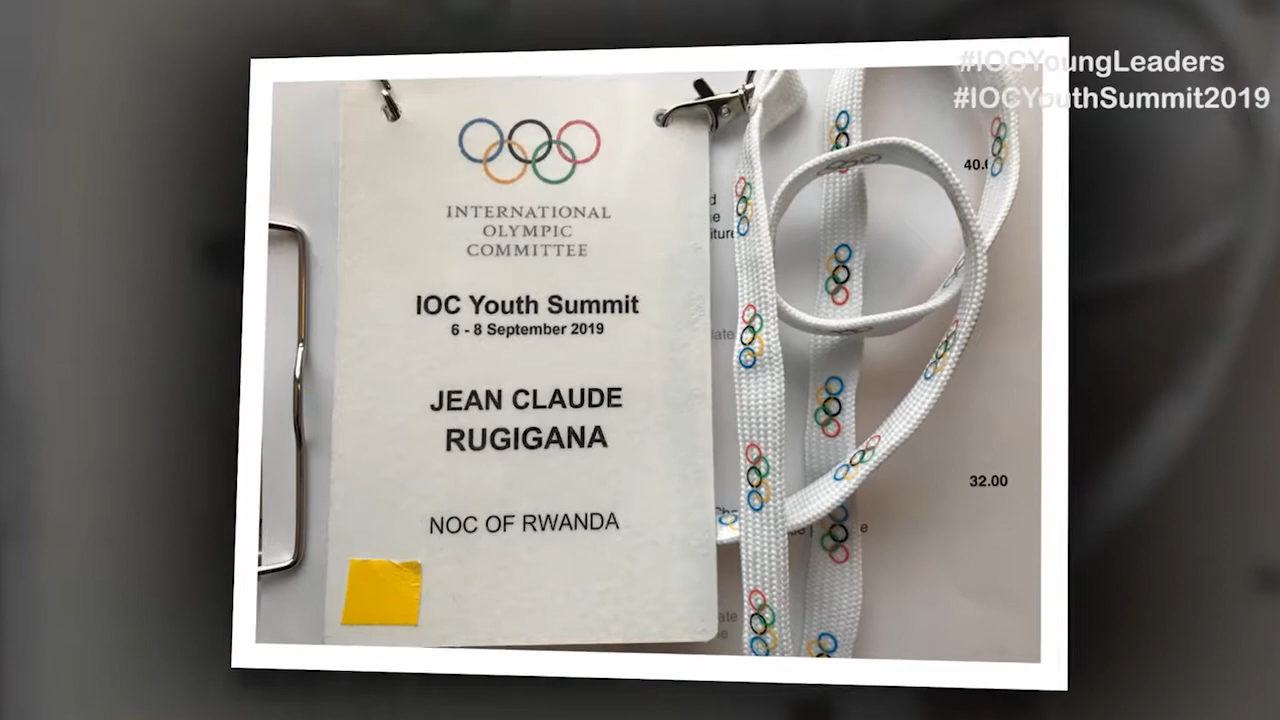 #IOCYoungLeaders
#IOCYouthSummit2019
INTERNATIONAL
OLYMPIC
COMMITTEE
IOC Youth Summit
6 - 8 September 2019
JEAN CLAUDE
RUGIGANA
NOC OF RWANDA
32.00